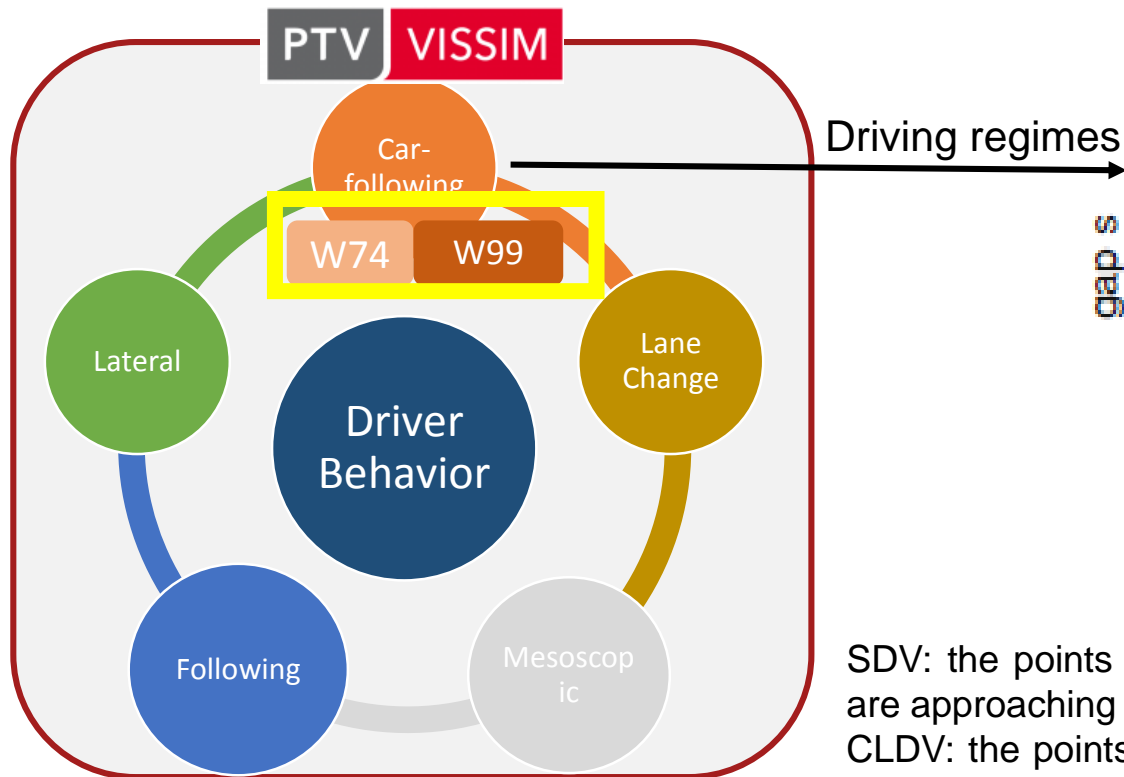 PTV VISSIM
Car-
following
W74 W99
Driving regimes
gap s
Lateral
Lane
Change
Driver
Behavior
Following
Mesoscop
ic
SDV: the points
are approaching
CLDV: the points